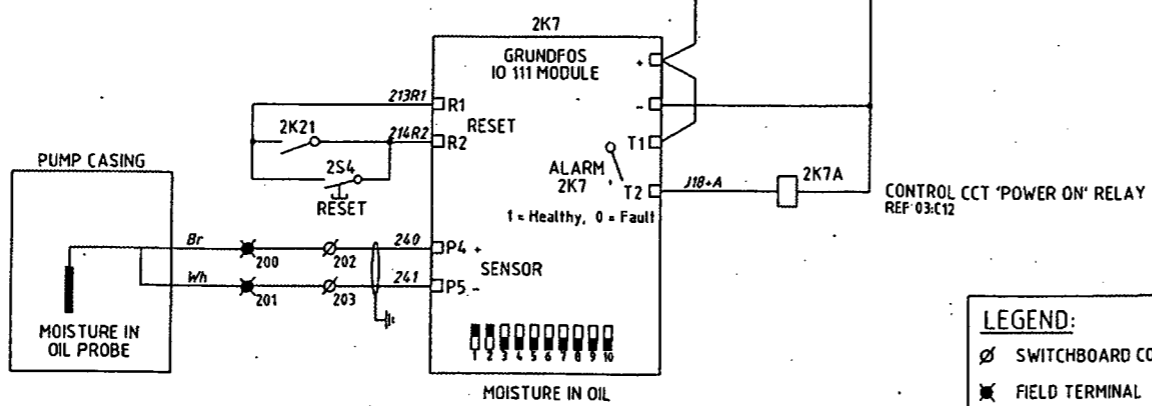 2K7
GRUNDFOS
IO 111 MODULE
+
-
213R1
R1
RESET
2K21
214R2
R2
T1
2S4
RESET
ALARM
2K7
T2
J18+A
2K7A
1 = Healthy, 0 = Fault
CONTROL CCT 'POWER ON' RELAY
REF 03:C12
PUMP CASING
Br
200
202
240
P4 +
SENSOR
Wh
201
203
241
P5 -
MOISTURE IN
OIL PROBE
1 2 3 4 5 6 7 8 9 10
MOISTURE IN OIL
LEGEND:
SWITCHBOARD CO
FIELD TERMINAL